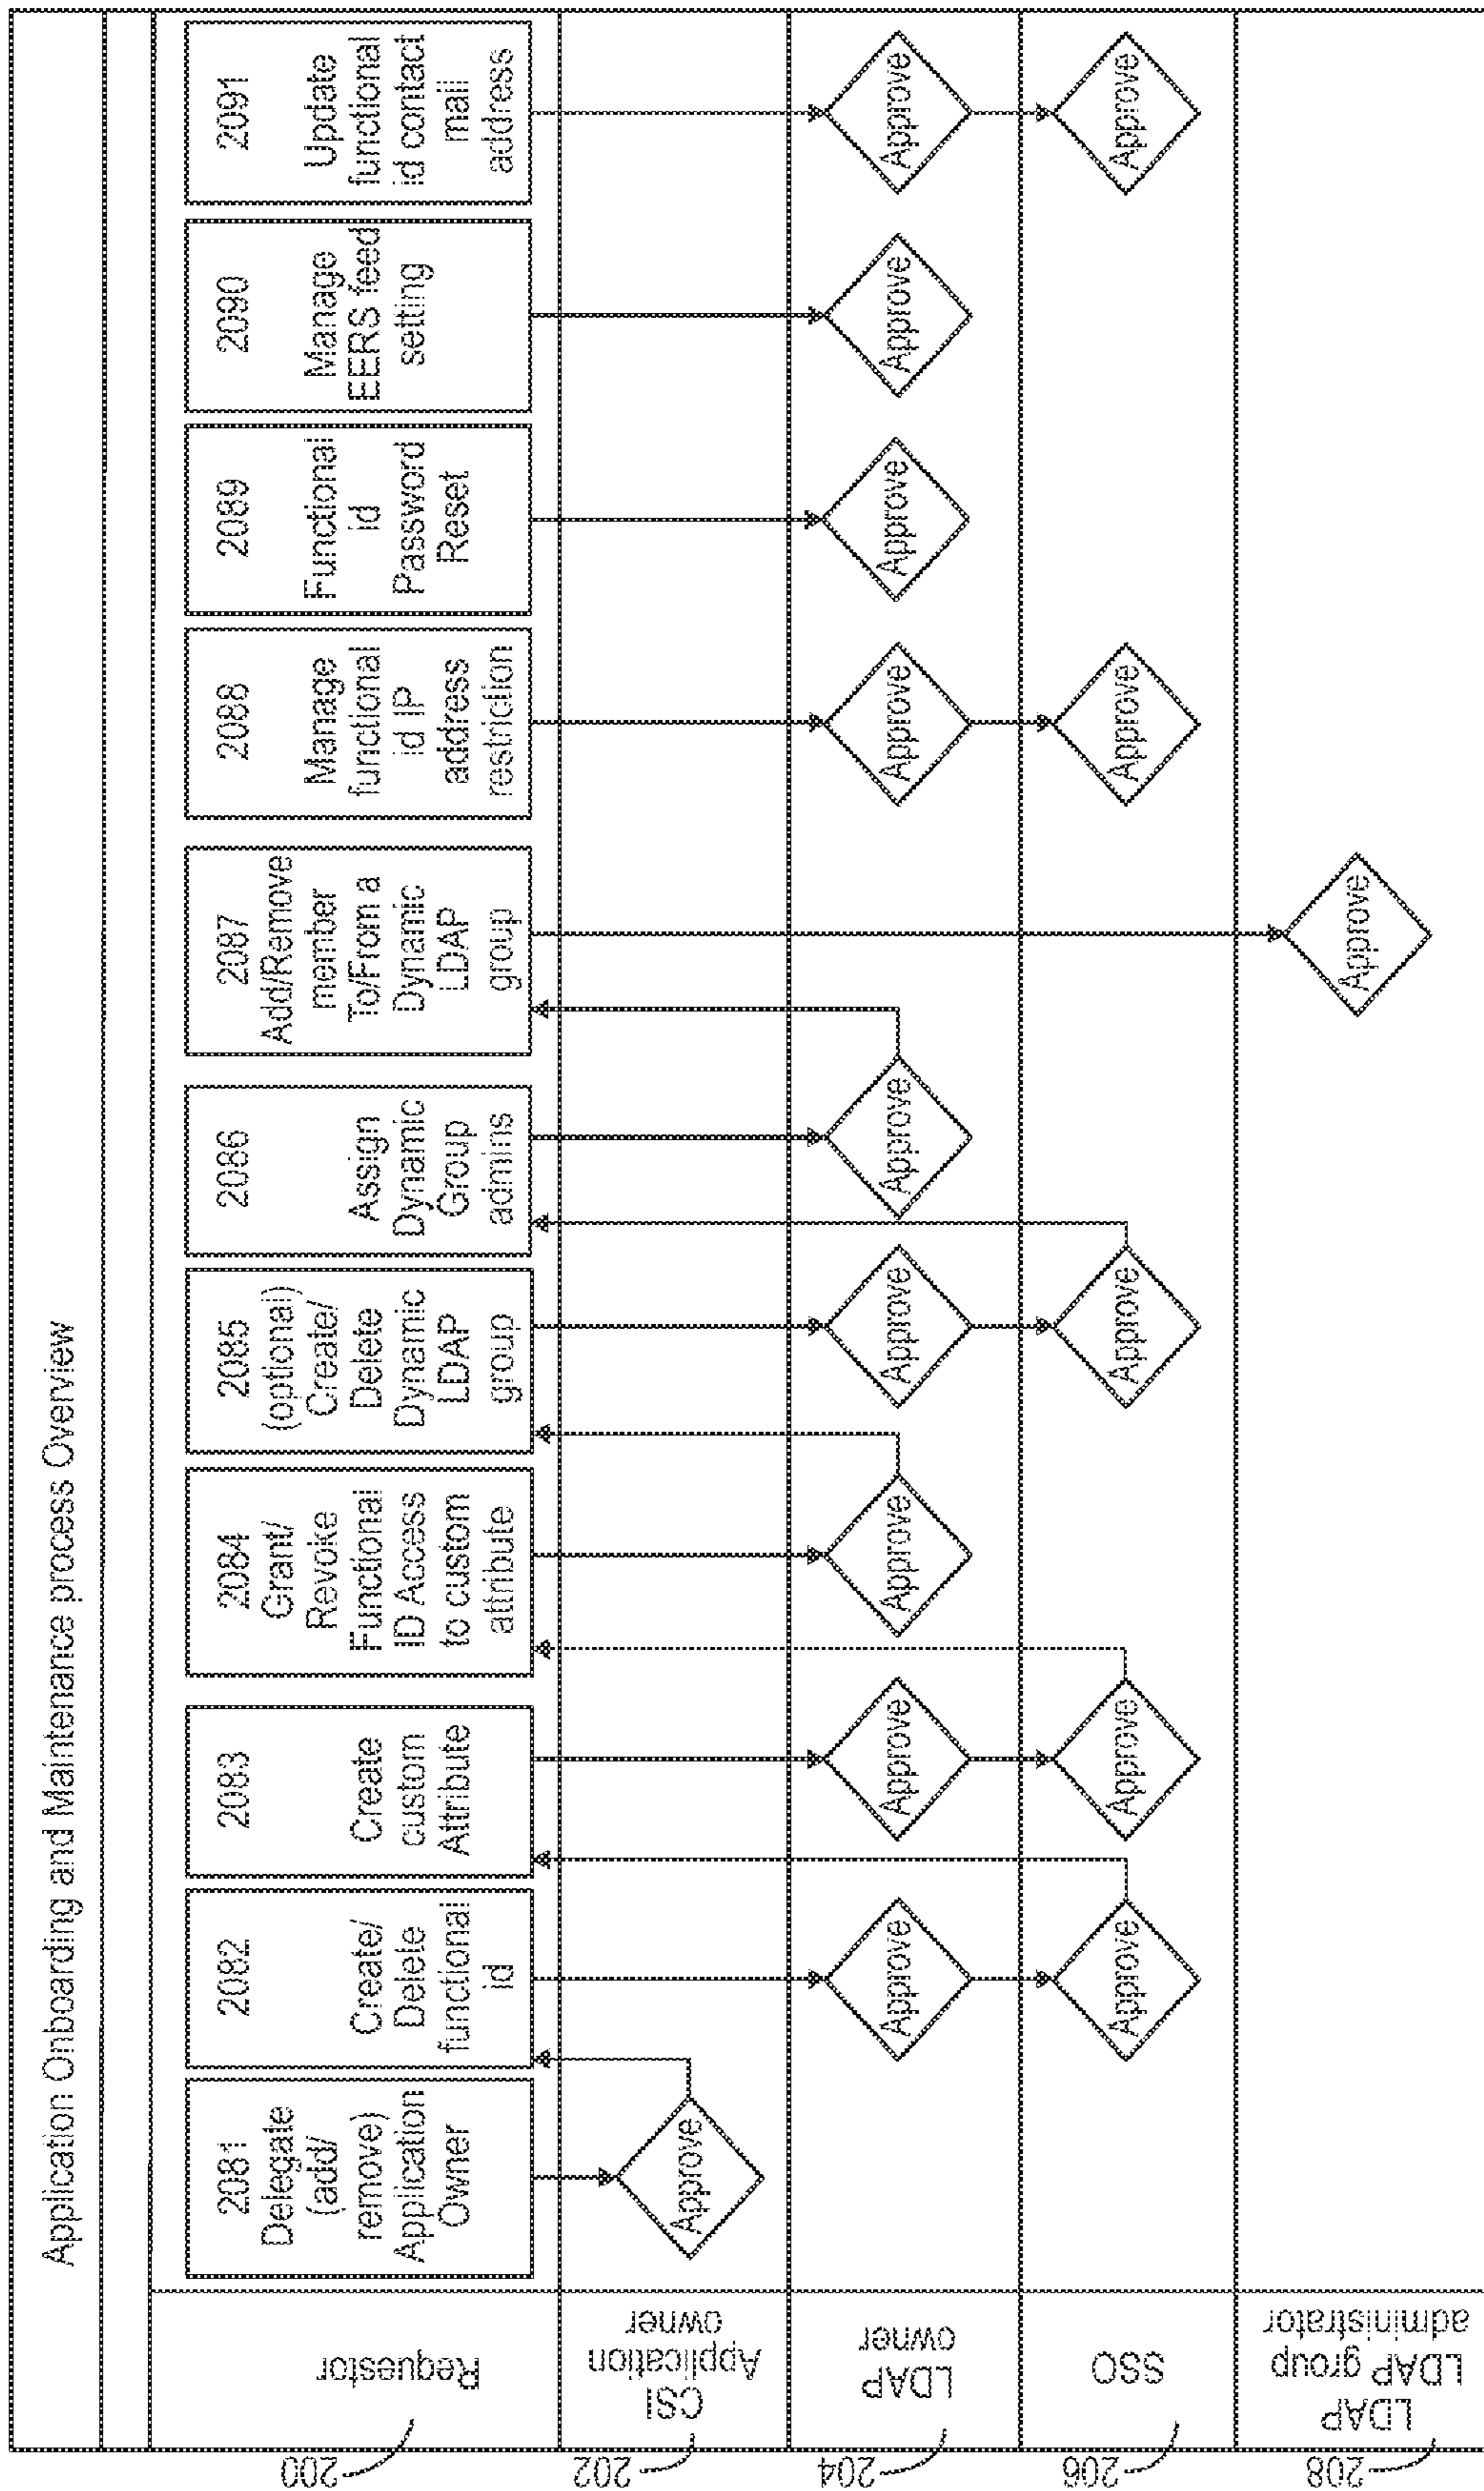 Application Onboarding and Maintenance process Overview
200
Requestor
2081
Delegate
(add/
remove)
Application
Owner
2082
Create/
Delete
functional
id
2083
Create
custom
Attribute
2084
Grant/
Revoke
Functional
ID Access
to custom
attribute
2085
(optional)
Create/
Delete
Dynamic
LDAP
group
2086
Assign
Dynamic
Group
admins
2087
Add/Remove
member
To/From a
Dynamic
LDAP
group
2088
Manage
functional
id IP
address
restriction
2089
Functional
id
Password
Reset
2090
Manage
EERS feed
setting
2091
Update
functional
id contact
mail
address
202
CSI
Application
owner
Approve
204
LDAP
owner
Approve
Approve
Approve
Approve
Approve
Approve
Approve
Approve
Approve
206
SSO
Approve
Approve
Approve
Approve
Approve
208
LDAP
LDAP group
LDAP
administrator
Approve